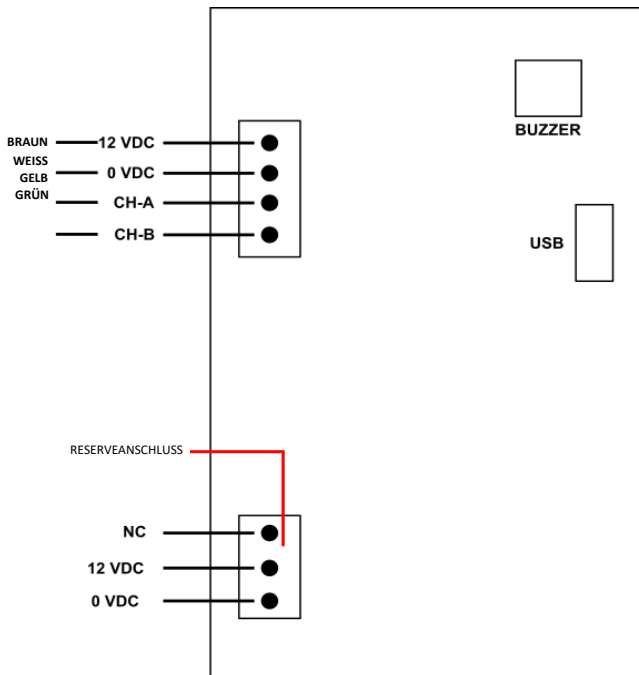 BRAUN 12 VDC
WEISS
0 VDC
GELB
GRÜN
CH-A
CH-B
BUZZER
USB
RESERVEANSCHLUSS
NC
12 VDC
0 VDC